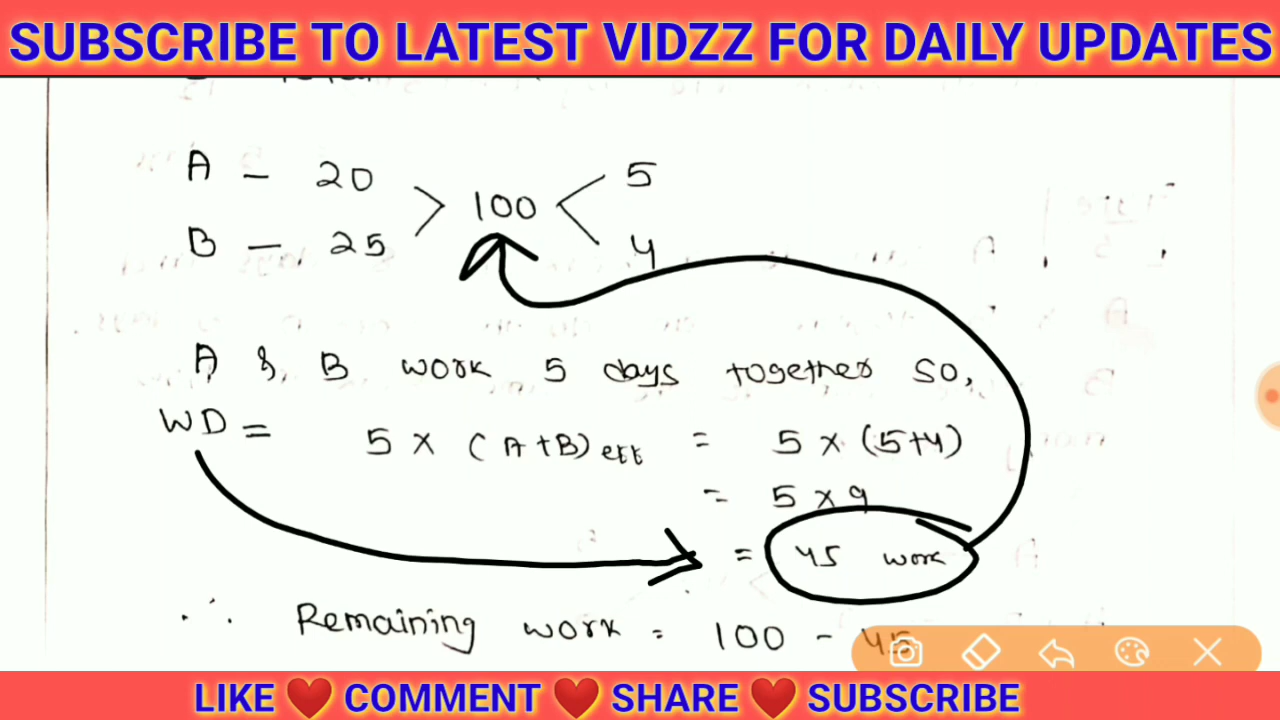 SUBSCRIBE TO LATEST VIDZZ FOR DAILY UPDATES
A - 20
B - 25
> 100 <
5
4
A & B work 5 days together so,
WD = 5 x (A+B) eff = 5 x (5+4)
= 5 x 9
= 45 work
∴ Remaining work = 100 - 45
LIKE ❤ COMMENT ❤ SHARE ❤ SUBSCRIBE